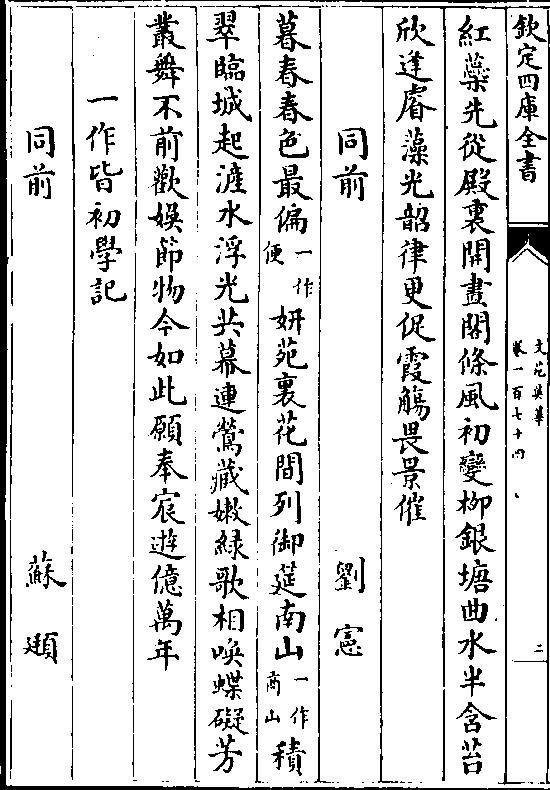 欽定四庫全書
文苑英華
卷一百七十四
二
紅蘂先從殿裏開畫閣條風初變柳銀塘曲水半含苔
欣逢睿藻光韶律更促霞觴畏景催
同前 劉憲
暮春春色最偏一作便妍苑裏花間列御筵南山一作商山積
翠臨城起滻水浮光共幕連鶯藏嫩綠歌相喚蝶礙芳
叢舞不前歡娛節物今如此願奉宸遊億萬年
一作皆初學記
同前 蘇頲